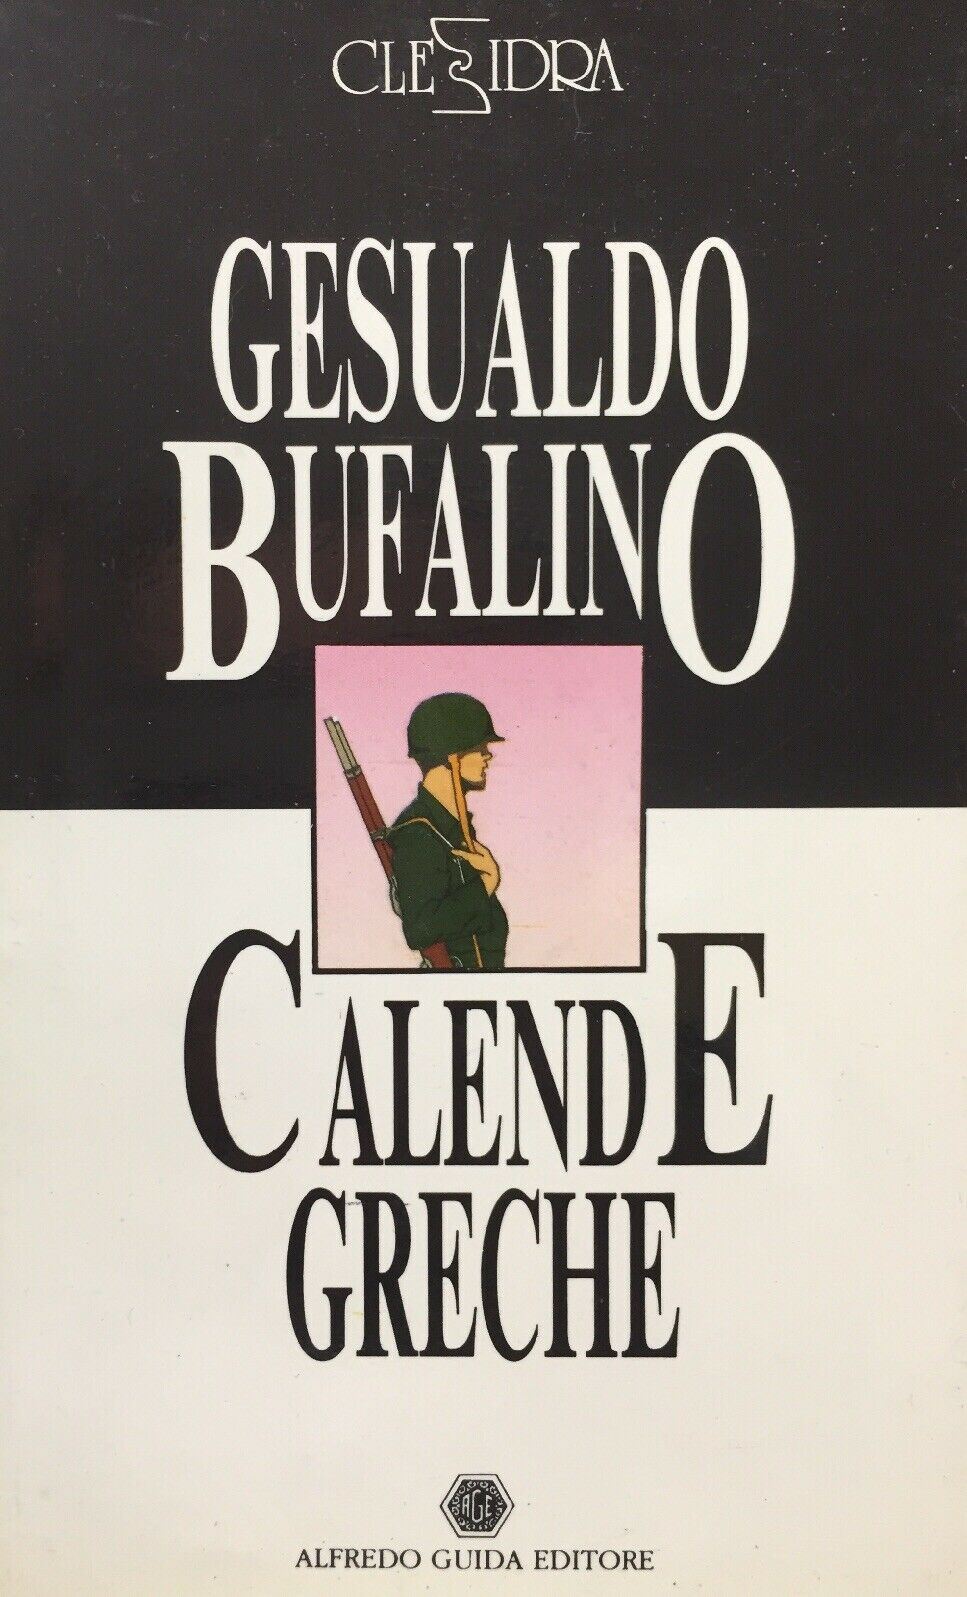 CLESSIDRA
GESUALDO
BUFALINO
CALENDE
GRECHE
AGE
ALFREDO GUIDA EDITORE